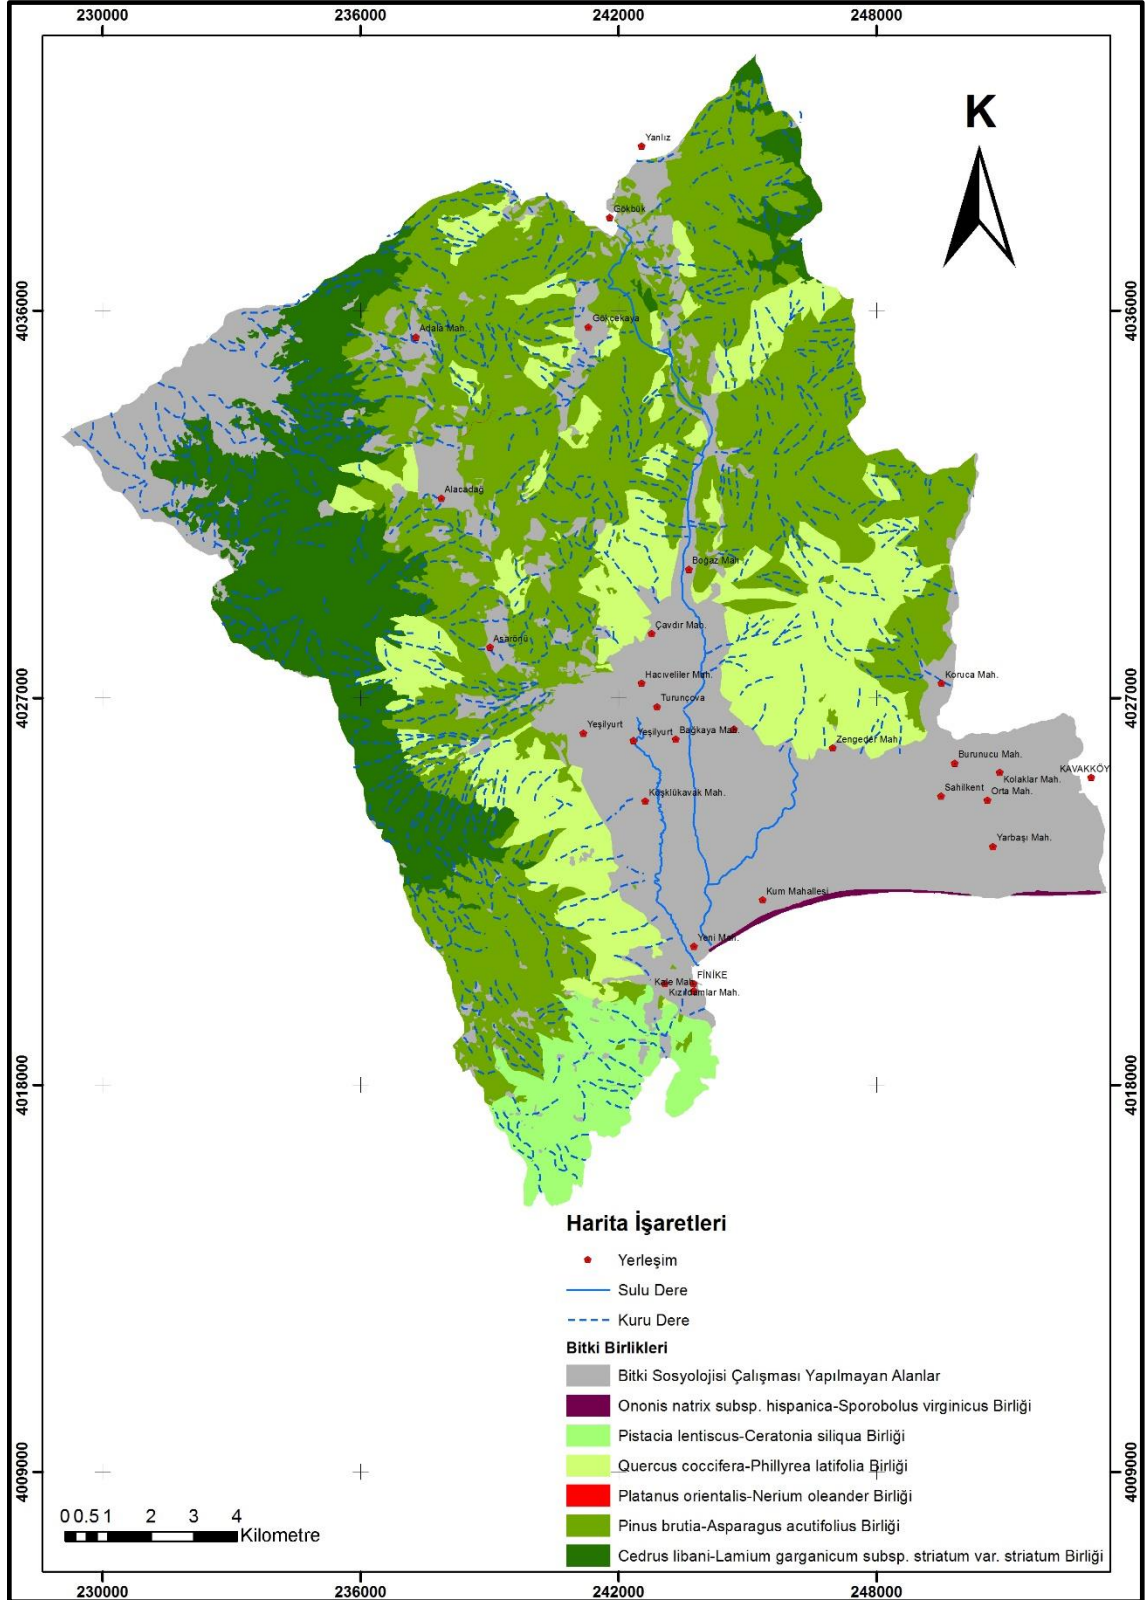 230000 236000 242000 248000
K
Yanlız
Gökbük
4036000 4036000
Gökçekaya
Adala Mah.
Alacadağ
Boğaz Mah.
Çavdır Mah.
Asarönü
Hacıveliler Mah.
Koruca Mah.
4027000 4027000
Turunçova
Yeşilyurt
Yeşilyurt
Bağkaya Mah.
Zengeder Mah.
Burunucu Mah.
Kolaklar Mah.
KAVAKKÖY
Sahilkent
Orta Mah.
Köşklükavak Mah.
Yarbaşı Mah.
Kum Mahallesi
Yeni Mah.
FİNİKE
Kale Mah.
Kızılcamlar Mah.
4018000 4018000
Harita İşaretleri
Yerleşim
Sulu Dere
Kuru Dere
Bitki Birlikleri
Bitki Sosyolojisi Çalışması Yapılmayan Alanlar
Ononis natrix subsp. hispanica-Sporobolus virginicus Birliği
Pistacia lentiscus-Ceratonia siliqua Birliği
Quercus coccifera-Phillyrea latifolia Birliği
4009000 4009000
Platanus orientalis-Nerium oleander Birliği
Pinus brutia-Asparagus acutifolius Birliği
Cedrus libani-Lamium garganicum subsp. striatum var. striatum Birliği
0 0.5 1 2 3 4
Kilometre
230000 236000 242000 248000